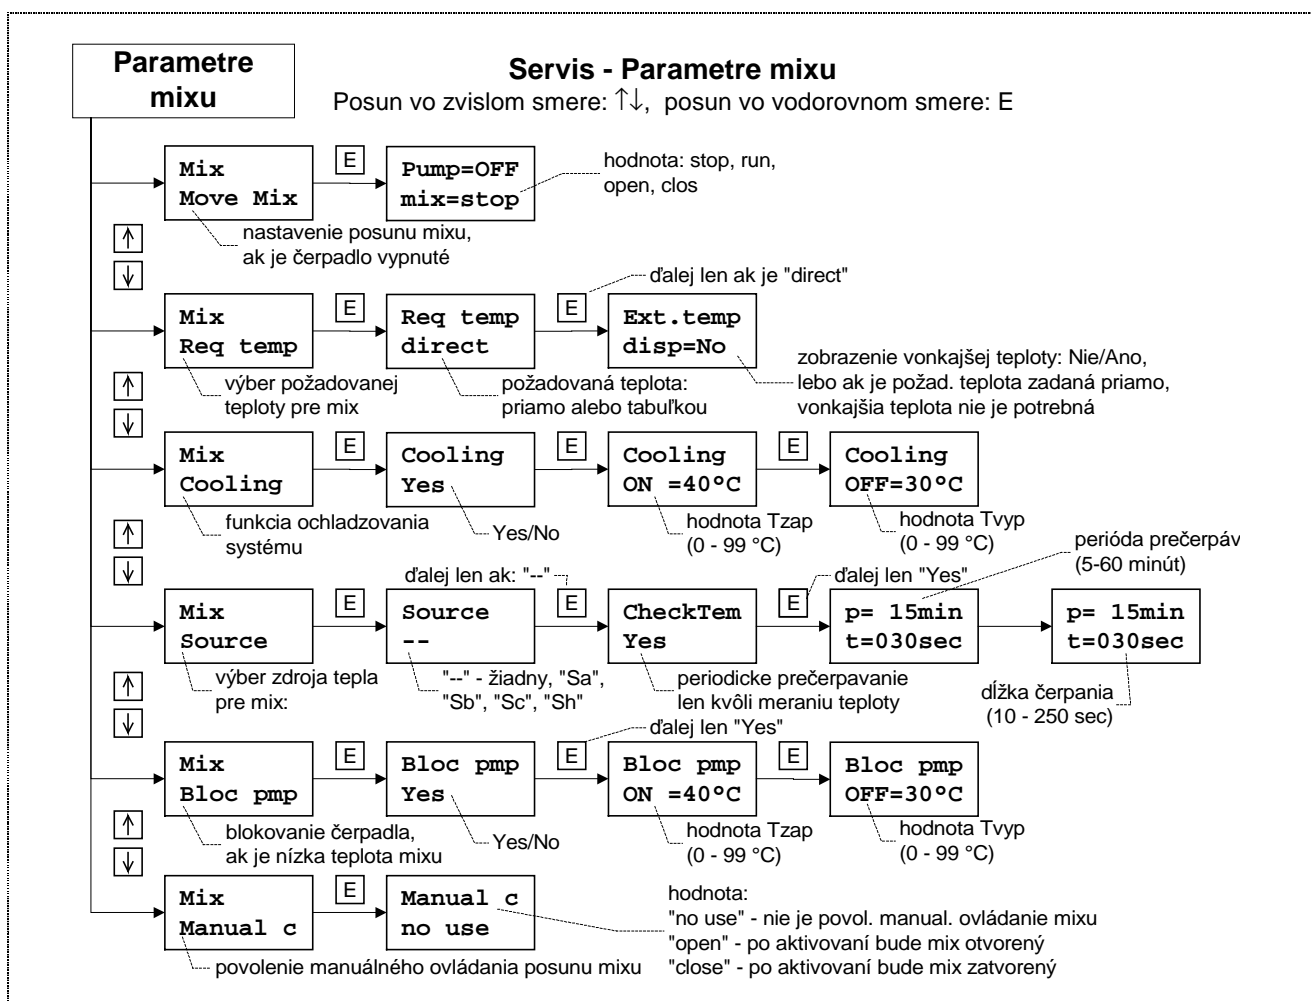 Parametre
mixu
Servis - Parametre mixu
Posun vo zvislom smere: ↑↓, posun vo vodorovnom smere: E
Mix
Move Mix
E
Pump=OFF
mix=stop
hodnota: stop, run,
open, clos
nastavenie posunu mixu,
ak je čerpadlo vypnuté
↑
↓
Mix
Req temp
E
Req temp
direct
E
ďalej len ak je "direct"
Ext.temp
disp=No
výber požadovanej
teploty pre mix
požadovaná teplota:
priamo alebo tabuľkou
zobrazenie vonkajšej teploty: Nie/Ano,
lebo ak je požad. teplota zadaná priamo,
vonkajšia teplota nie je potrebná
↑
↓
Mix
Cooling
E
Cooling
Yes
E
Cooling
ON =40°C
E
Cooling
OFF=30°C
funkcia ochladzovania
systému
Yes/No
hodnota Tzap
(0 - 99 °C)
hodnota Tvyp
(0 - 99 °C)
↑
↓
Mix
Source
E
Source
--
ďalej len ak: "--"
E
CheckTem
Yes
E
ďalej len "Yes"
p= 15min
t=030sec
perióda prečerpáv
(5-60 minút)
p= 15min
t=030sec
výber zdroja tepla
pre mix:
"--" - žiadny, "Sa",
"Sb", "Sc", "Sh"
periodicke prečerpavanie
len kvôli meraniu teploty
dĺžka čerpania
(10 - 250 sec)
↑
↓
Mix
Bloc pmp
E
Bloc pmp
Yes
E
ďalej len "Yes"
Bloc pmp
ON =40°C
E
Bloc pmp
OFF=30°C
blokovanie čerpadla,
ak je nízka teplota mixu
Yes/No
hodnota Tzap
(0 - 99 °C)
hodnota Tvyp
(0 - 99 °C)
↑
↓
Mix
Manual c
E
Manual c
no use
hodnota:
"no use" - nie je povol. manual. ovládanie mixu
"open" - po aktivovaní bude mix otvorený
"close" - po aktivovaní bude mix zatvorený
povolenie manuálného ovládania posunu mixu